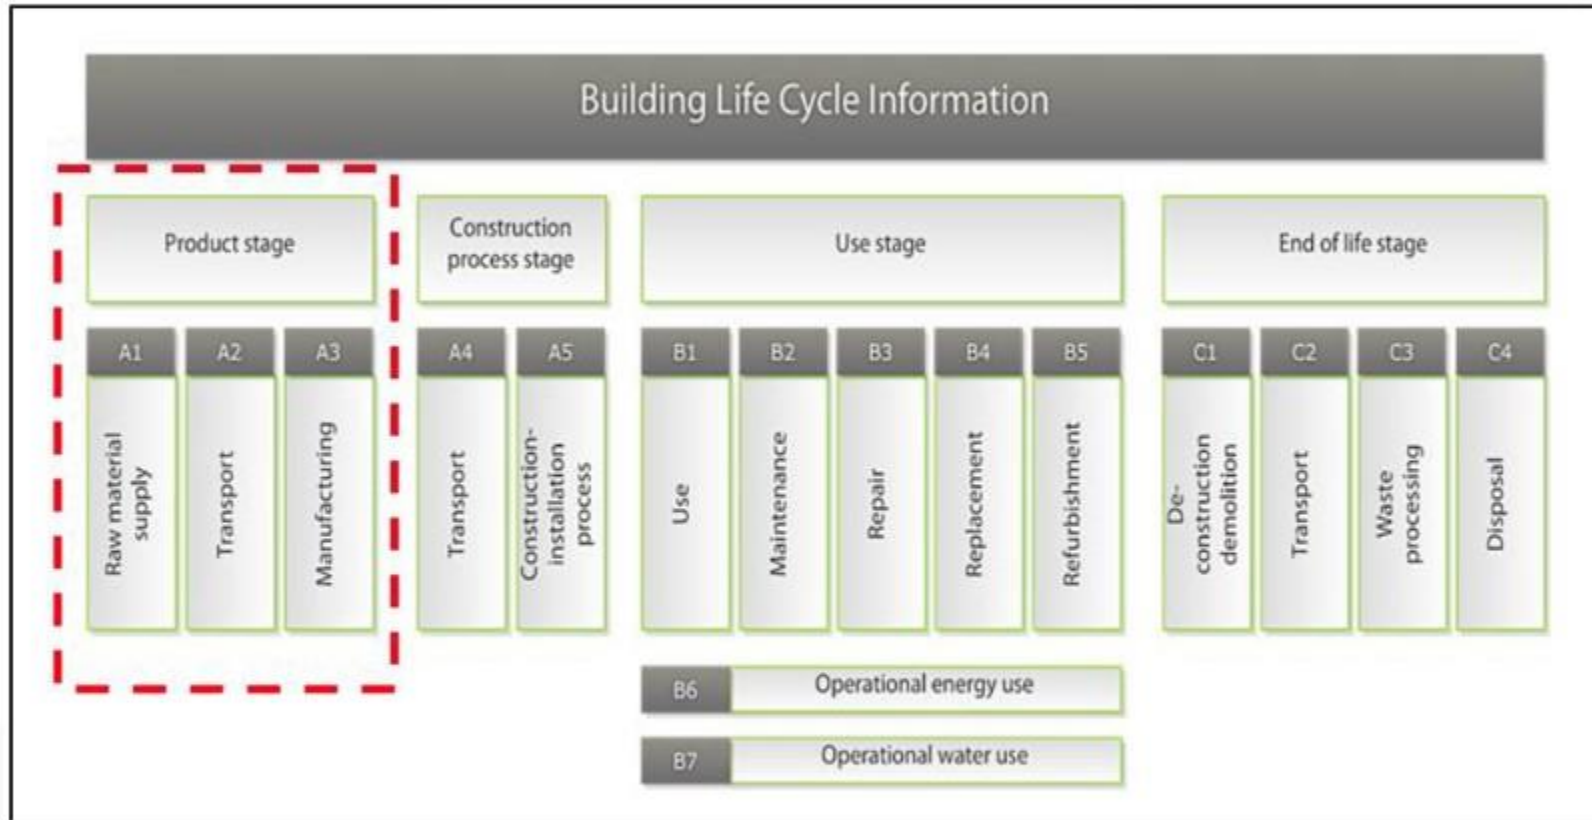 Building Life Cycle Information
Product stage
Construction
process stage
Use stage
End of life stage
A1
A2
A3
A4
A5
B1
B2
B3
B4
B5
C1
C2
C3
C4
Raw material
supply
Transport
Manufacturing
Transport
Construction-
installation
process
Use
Maintenance
Repair
Replacement
Refurbishment
De-
construction
demolition
Transport
Waste
processing
Disposal
B6
Operational energy use
B7
Operational water use